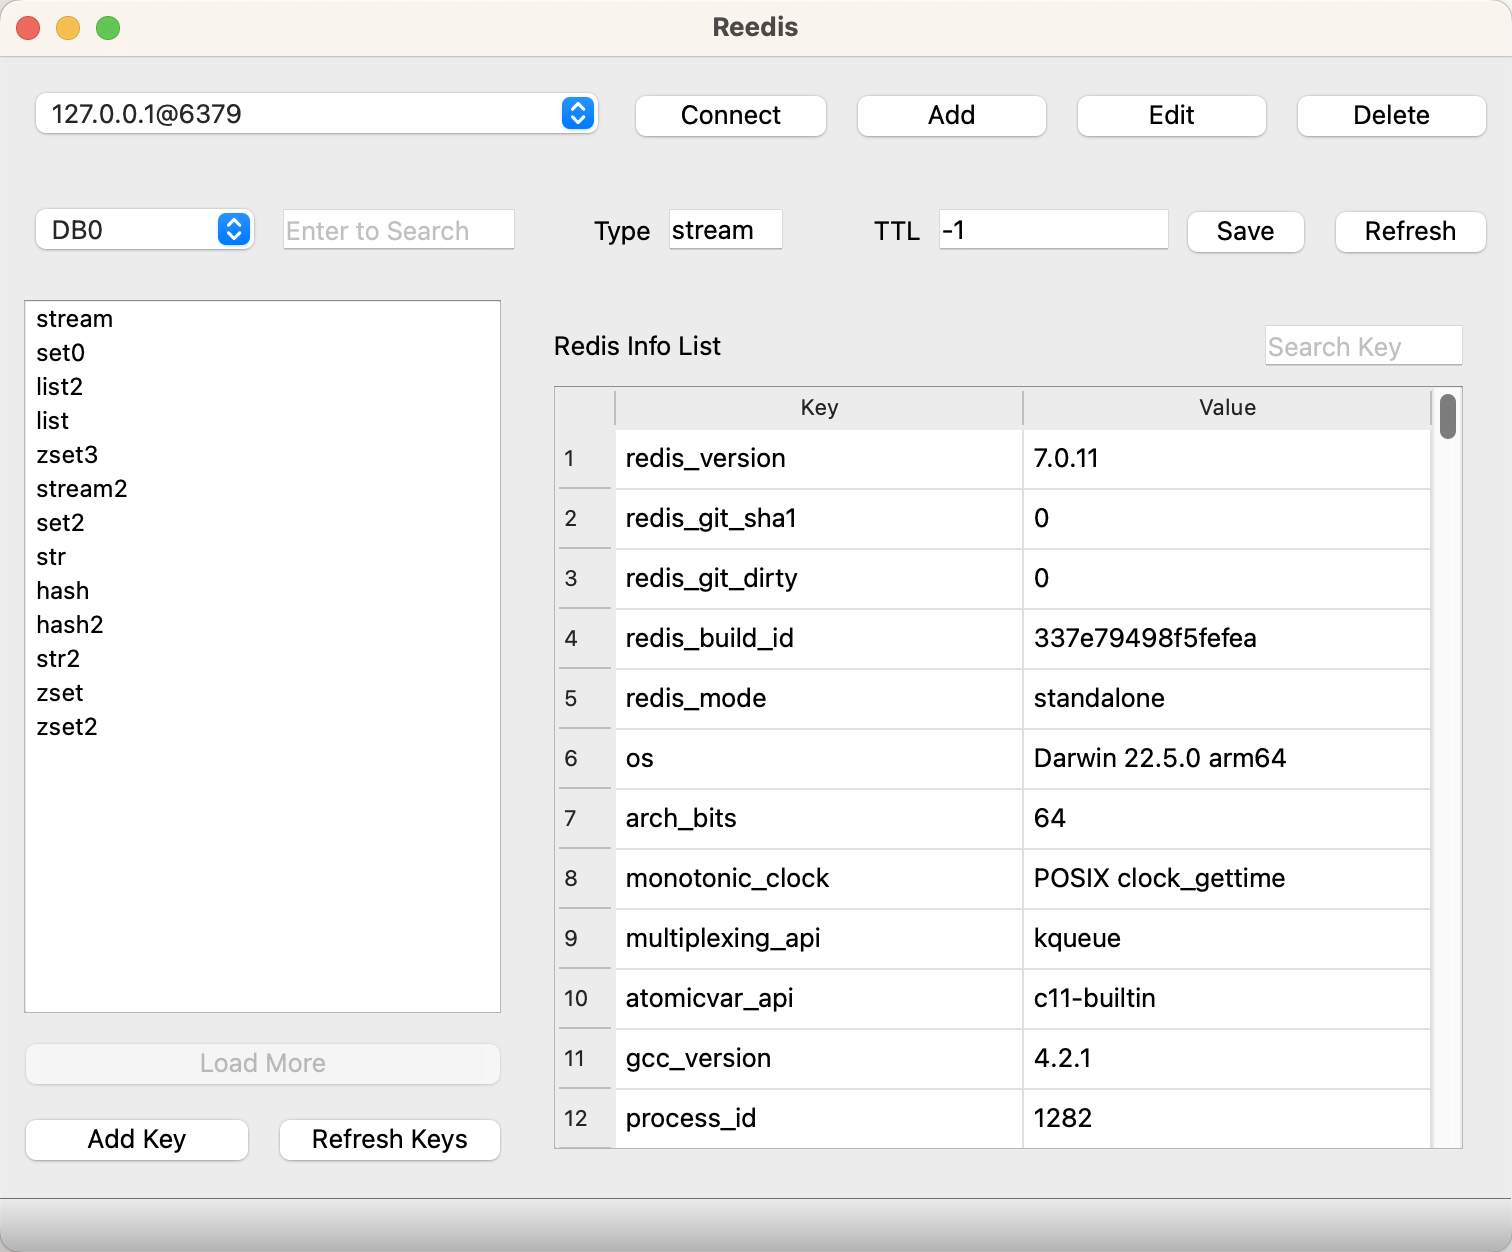 Reedis
127.0.0.1@6379 Connect Add Edit Delete
DB0 Enter to Search Type stream TTL -1 Save Refresh
stream
set0
list2
list
zset3
stream2
set2
str
hash
hash2
str2
zset
zset2
Load More
Add Key Refresh Keys
Redis Info List Search Key
Key Value
1 redis_version 7.0.11
2 redis_git_sha1 0
3 redis_git_dirty 0
4 redis_build_id 337e79498f5fefea
5 redis_mode standalone
6 os Darwin 22.5.0 arm64
7 arch_bits 64
8 monotonic_clock POSIX clock_gettime
9 multiplexing_api kqueue
10 atomicvar_api c11-builtin
11 gcc_version 4.2.1
12 process_id 1282